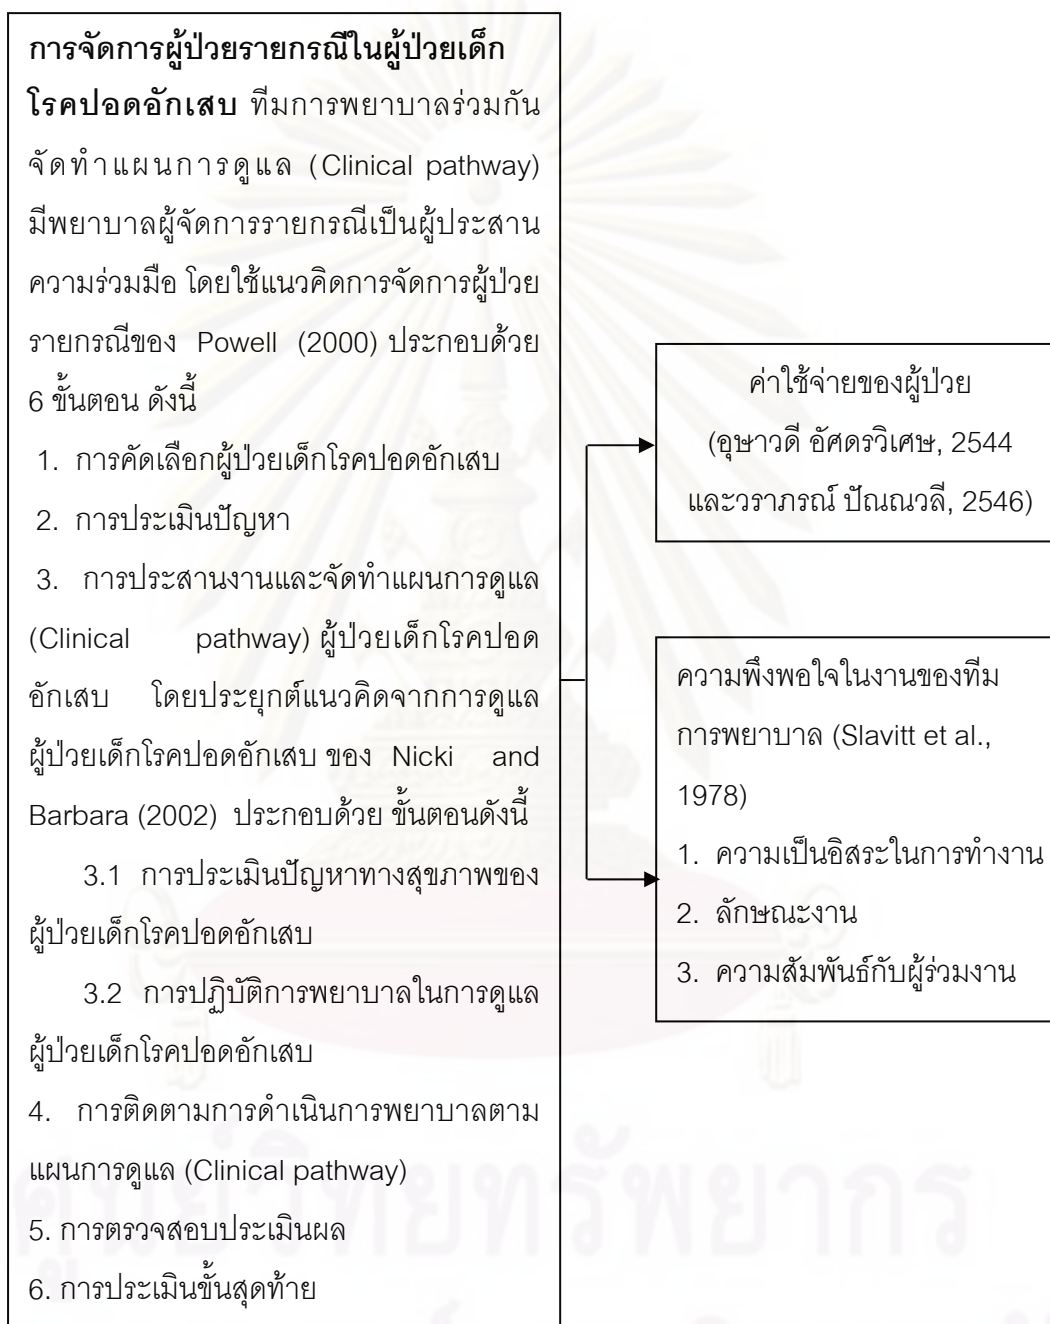 การจัดการผู้ป่วยรายกรณีในผู้ป่วยเด็ก
โรคปอดอักเสบ ทีมการพยาบาลร่วมกัน
จัดทำแผนการดูแล (Clinical pathway)
มีพยาบาลผู้จัดการรายกรณีเป็นผู้ประสาน
ความร่วมมือ โดยใช้แนวคิดการจัดการผู้ป่วย
รายกรณีของ Powell (2000) ประกอบด้วย
6 ขั้นตอน ดังนี้
1. การคัดเลือกผู้ป่วยเด็กโรคปอดอักเสบ
2. การประเมินปัญหา
3. การประสานงานและจัดทำแผนการดูแล
(Clinical pathway) ผู้ป่วยเด็กโรคปอด
อักเสบ โดยประยุกต์แนวคิดจากการดูแล
ผู้ป่วยเด็กโรคปอดอักเสบ ของ Nicki and
Barbara (2002) ประกอบด้วย ขั้นตอนดังนี้
3.1 การประเมินปัญหาทางสุขภาพของ
ผู้ป่วยเด็กโรคปอดอักเสบ
3.2 การปฏิบัติการพยาบาลในการดูแล
ผู้ป่วยเด็กโรคปอดอักเสบ
4. การติดตามการดำเนินการพยาบาลตาม
แผนการดูแล (Clinical pathway)
5. การตรวจสอบประเมินผล
6. การประเมินขั้นสุดท้าย
ค่าใช้จ่ายของผู้ป่วย
(อุษาวดี อัศดรวิเศษ, 2544
และวราภรณ์ ปัณณวลี, 2546)
ความพึงพอใจในงานของทีม
การพยาบาล (Slavitt et al.,
1978)
1. ความเป็นอิสระในการทำงาน
2. ลักษณะงาน
3. ความสัมพันธ์กับผู้ร่วมงาน
ศูนย์วิทยทรัพยากร